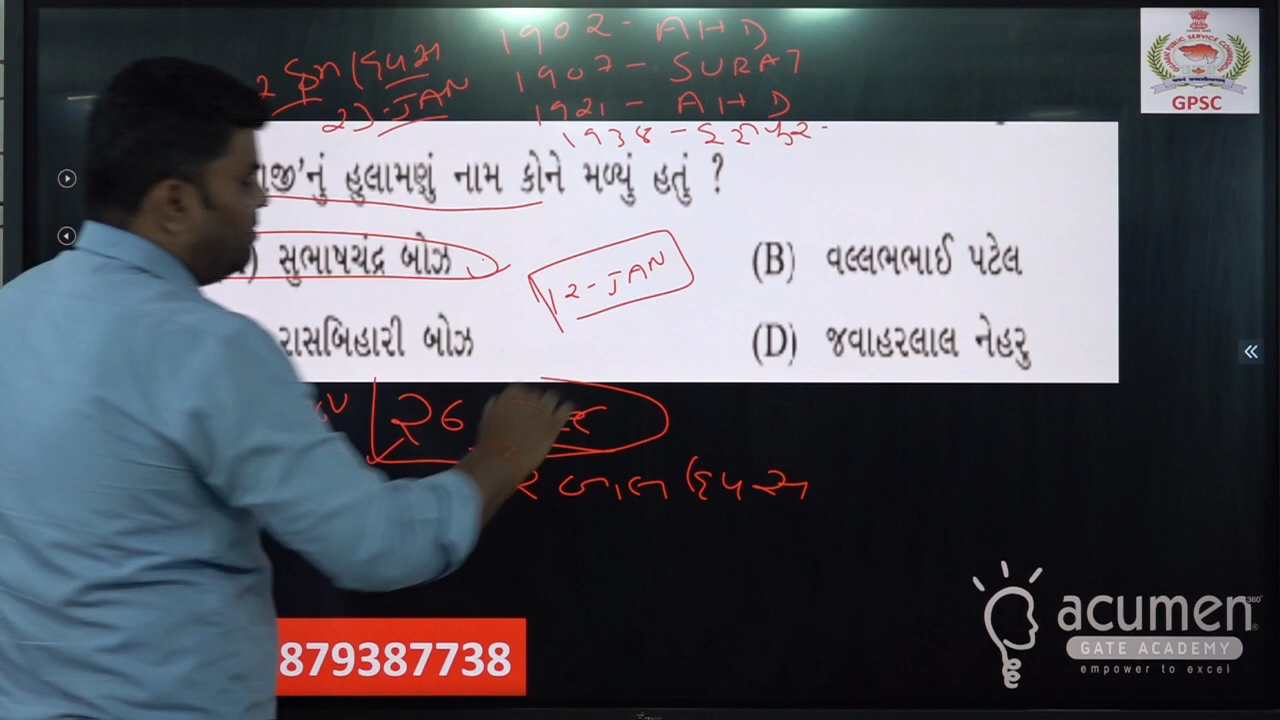 1902 - AHD
1907 - SURAT
23 JAN
1921 - AHD
1938 - હરીપુરા
GPSC
જી'નું હુલામણું નામ કોને મળ્યું હતું ?
સુભાષચંદ્ર બોઝ
12-JAN
(B) વલ્લભભાઈ પટેલ
રાસબિહારી બોઝ
(D) જવાહરલાલ નેહરુ
26
દિવસ
acumen
GATE ACADEMY
empower to excel
879387738